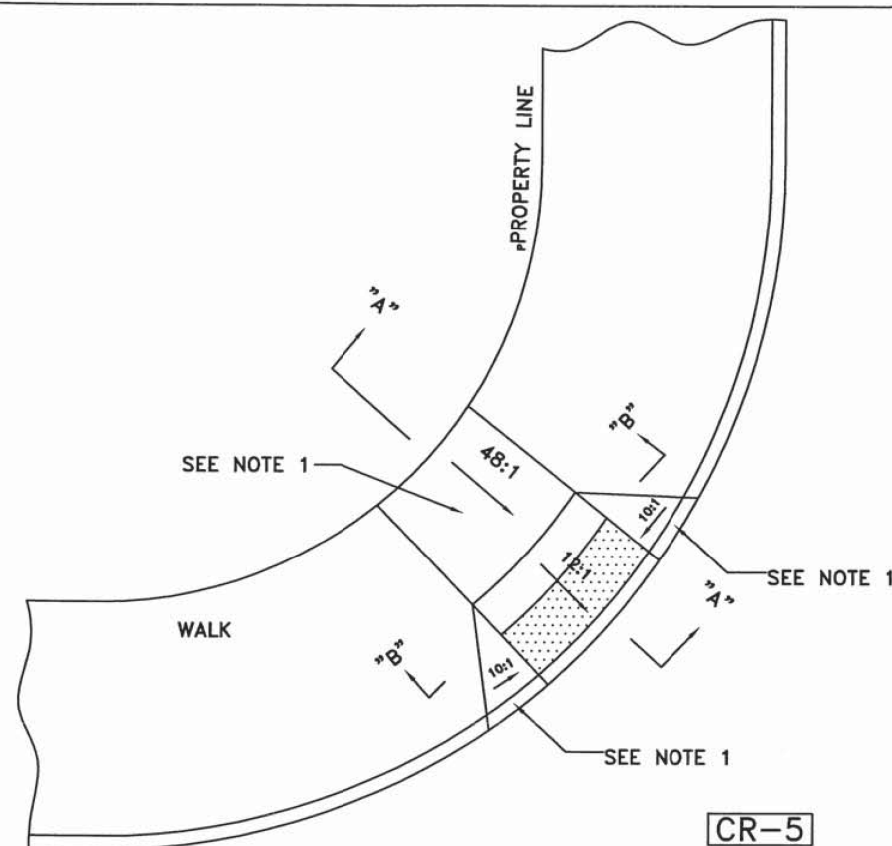 PPROPERTY LINE
"A"
"B"
48:1
SEE NOTE 1
10:1
12:1
SEE NOTE 1
"A"
WALK
"B"
10:1
SEE NOTE 1
CR-5